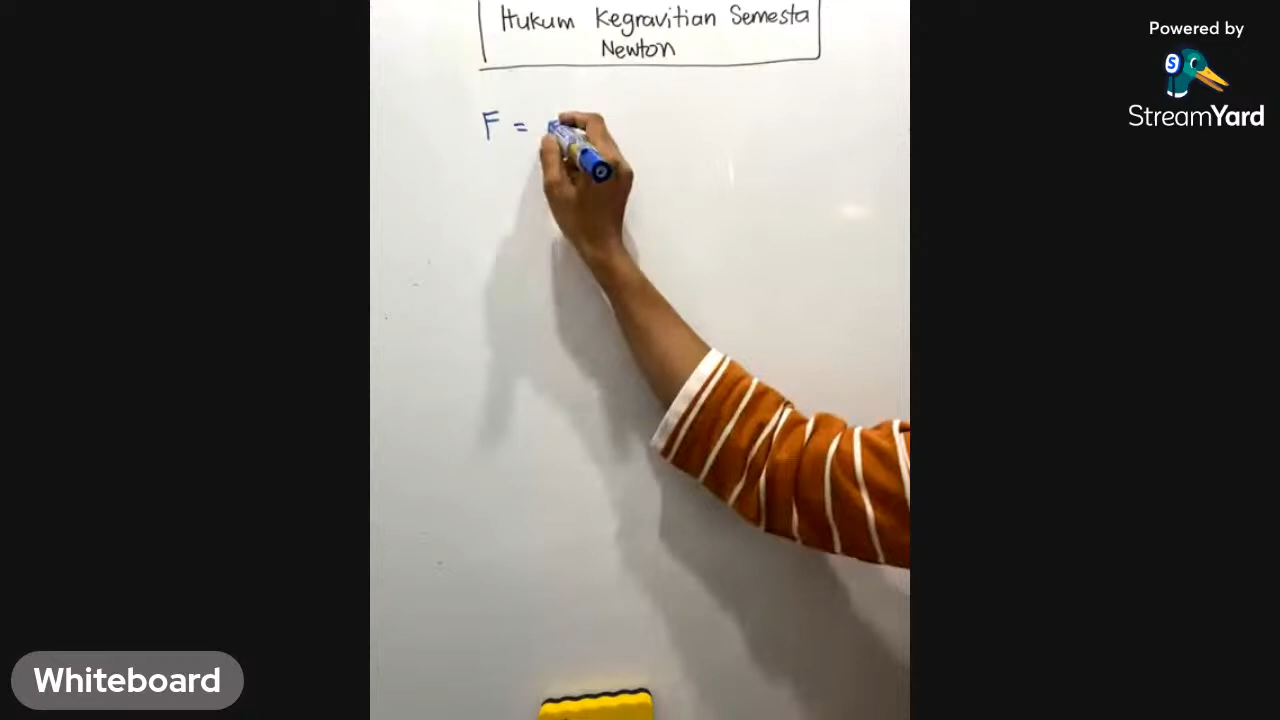 Hukum Kegravitian Semesta
Newton
F =
Powered by
S
StreamYard
Whiteboard